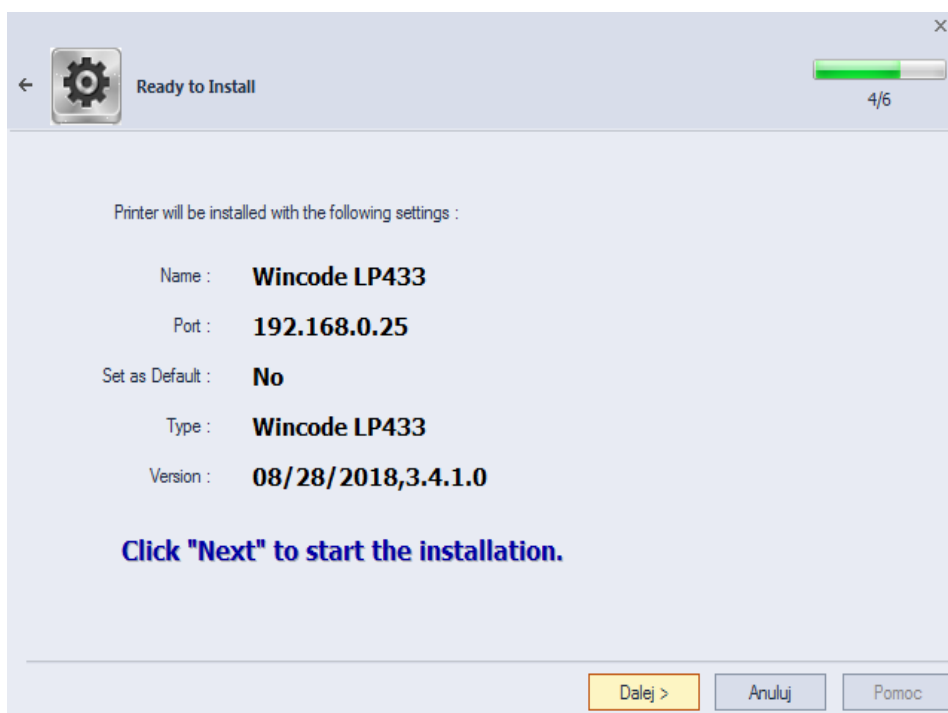 Ready to Install
4/6
Printer will be installed with the following settings :
Name : Wincode LP433
Port : 192.168.0.25
Set as Default : No
Type : Wincode LP433
Version : 08/28/2018,3.4.1.0
Click "Next" to start the installation.
Dalej > Anuluj Pomoc